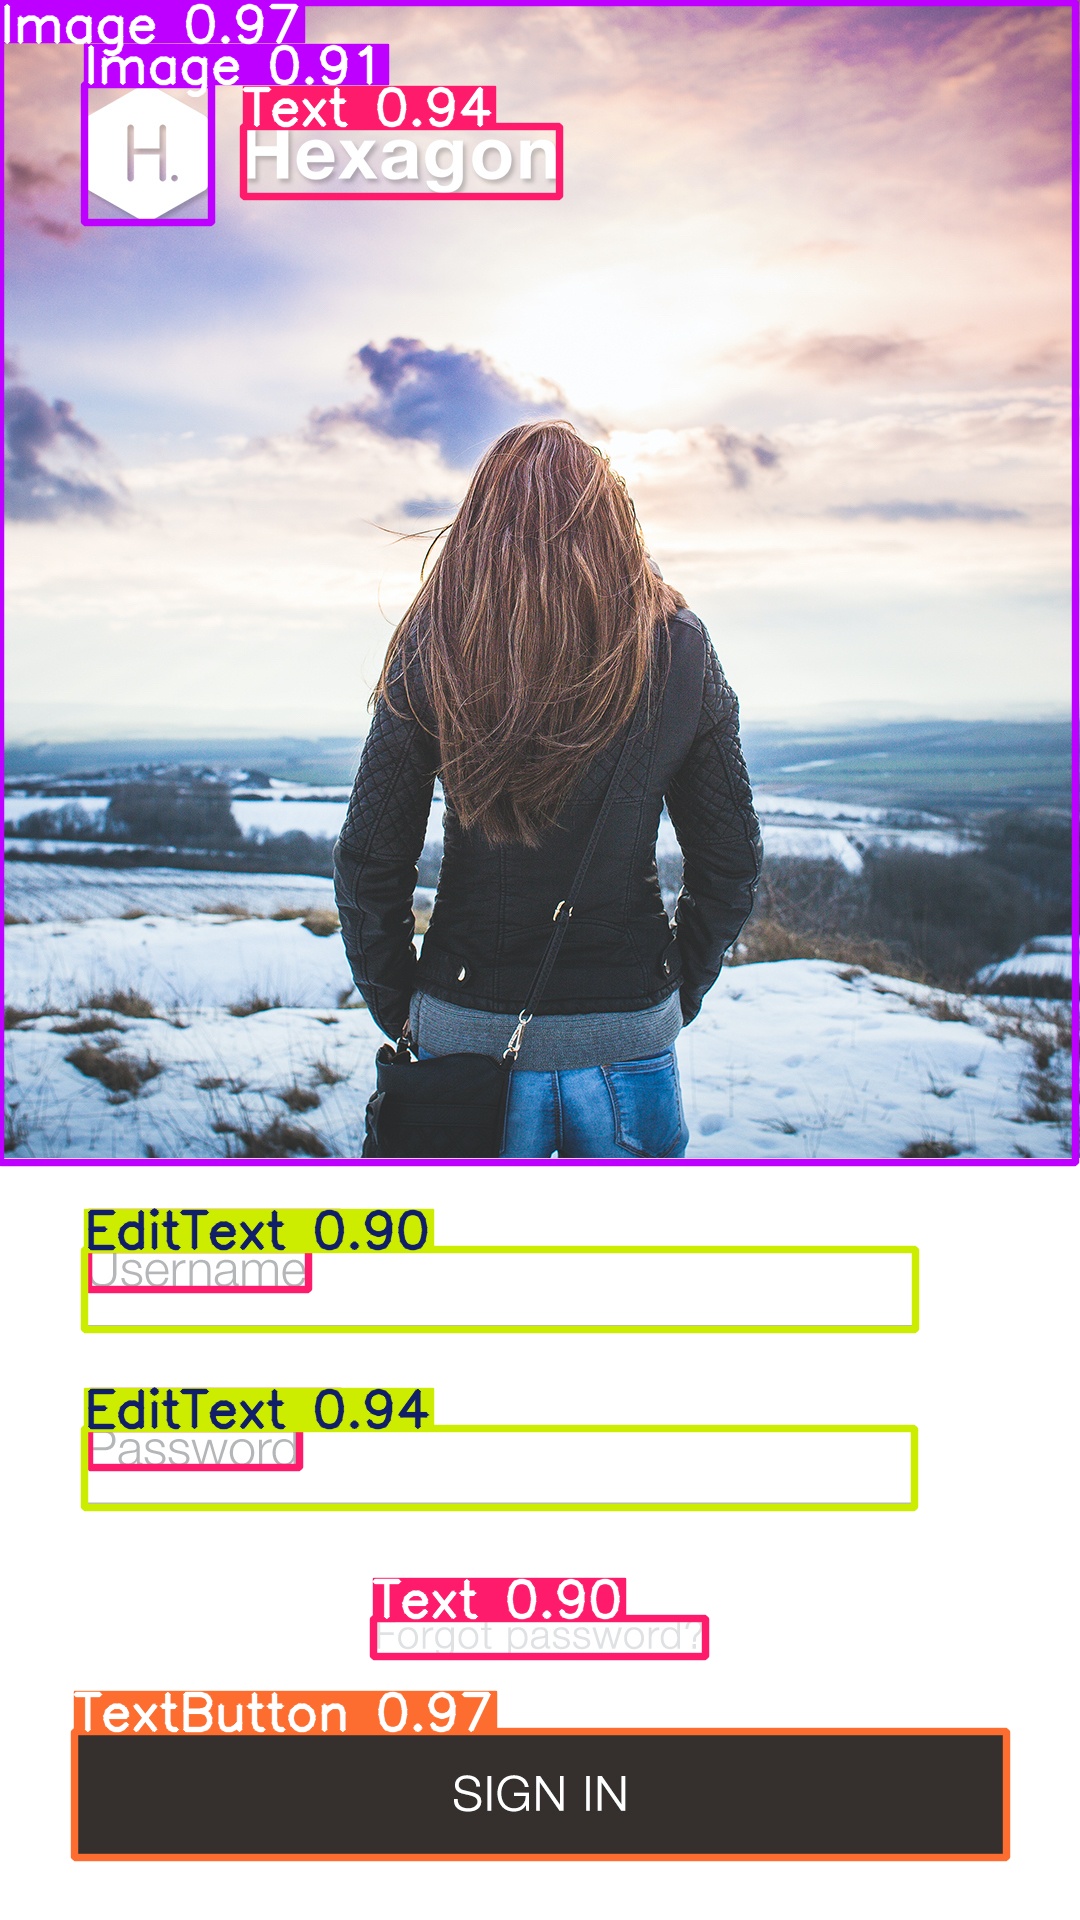 Image 0.97
Image 0.91
Text 0.94
H.
Hexagon
EditText 0.90
Username
EditText 0.94
Password
Text 0.90
Forgot password?
TextButton 0.97
SIGN IN